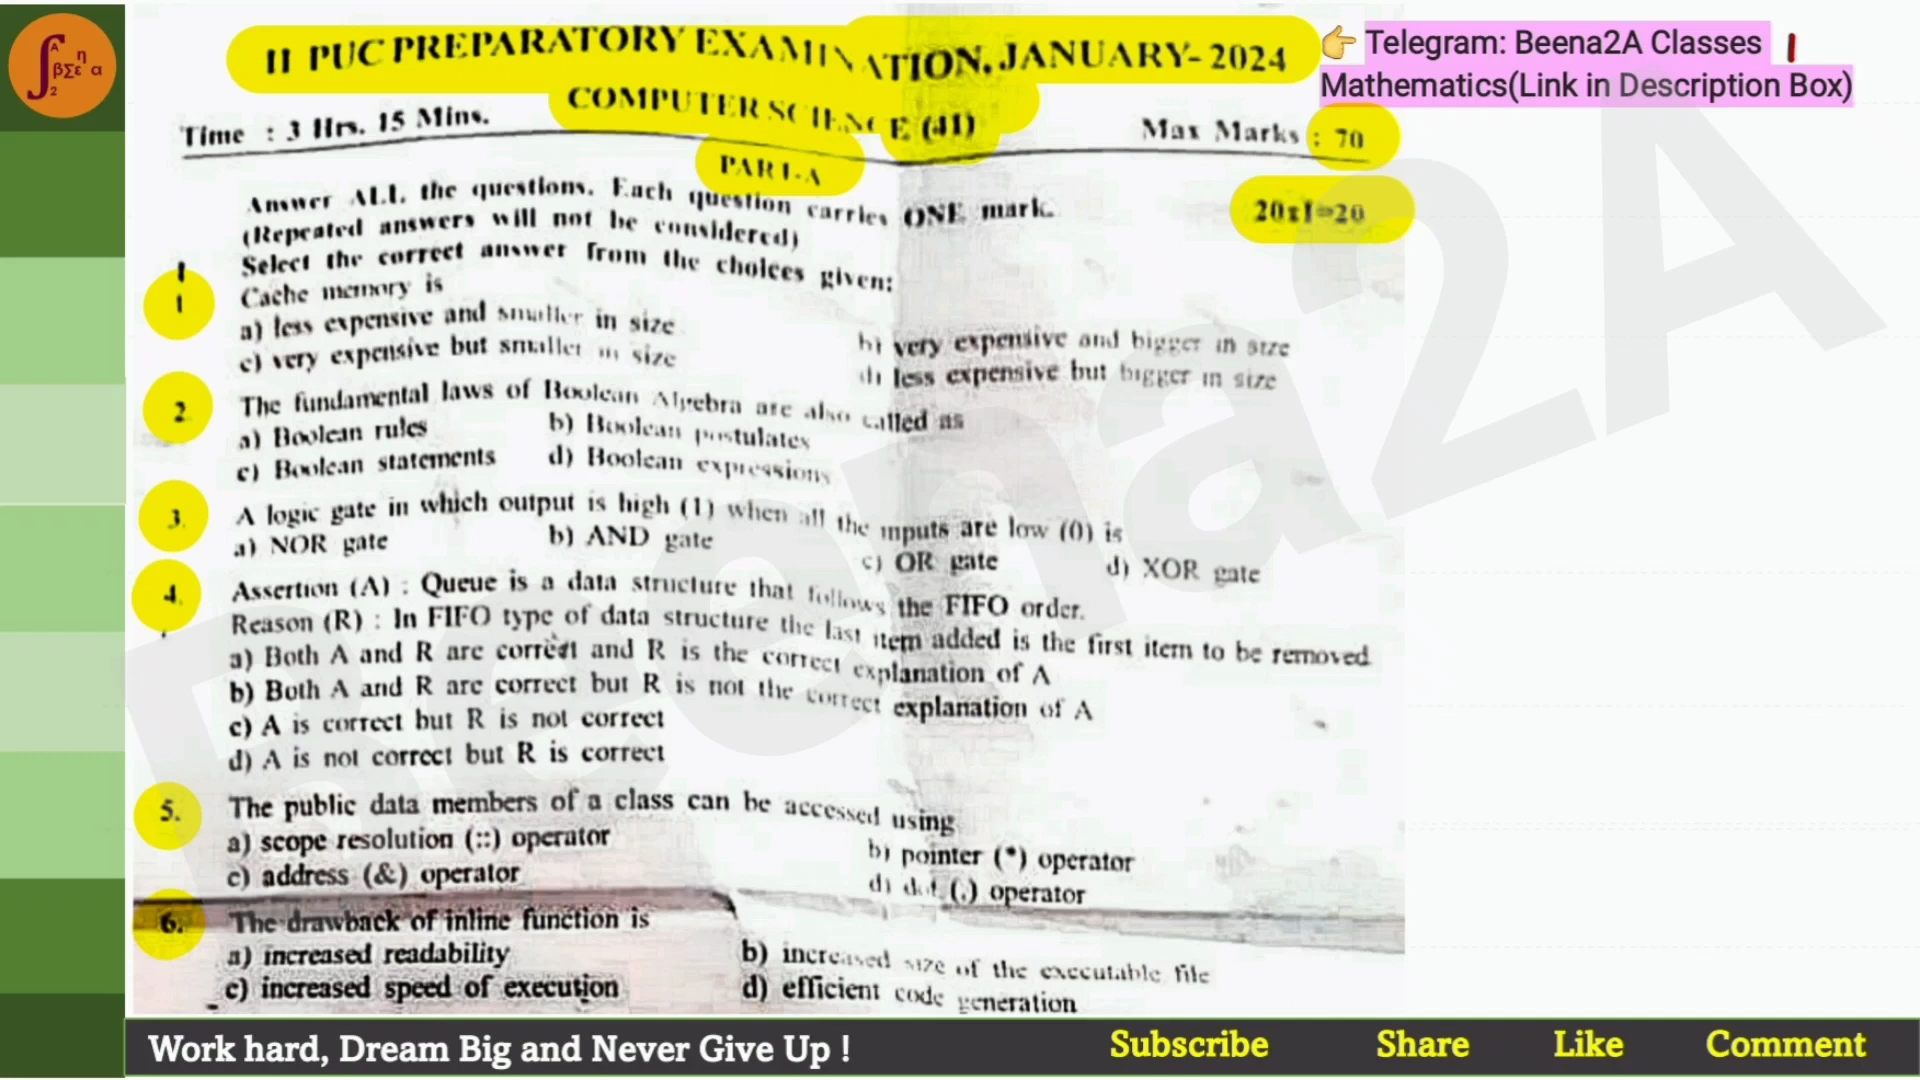 II PUC PREPARATORY EXAMINATION, JANUARY- 2024
👉 Telegram: Beena2A Classes
Mathematics(Link in Description Box)
COMPUTER SCIENCE (41)
Time : 3 Hrs. 15 Mins.
Max Marks : 70
PART-A
Answer ALL the questions. Each question carries ONE mark.
20x1=20
(Repeated answers will not be considered)
I
Select the correct answer from the choices given:
1 Cache memory is
a) less expensive and smaller in size
b) very expensive and bigger in size
c) very expensive but smaller in size
d) less expensive but bigger in size
2 The fundamental laws of Boolean Algebra are also called as
a) Boolean rules b) Boolean postulates
c) Boolean statements d) Boolean expressions
3. A logic gate in which output is high (1) when all the inputs are low (0) is
a) NOR gate b) AND gate c) OR gate d) XOR gate
4. Assertion (A) : Queue is a data structure that follows the FIFO order.
Reason (R) : In FIFO type of data structure the last item added is the first item to be removed
a) Both A and R are correct and R is the correct explanation of A
b) Both A and R are correct but R is not the correct explanation of A
c) A is correct but R is not correct
d) A is not correct but R is correct
5. The public data members of a class can be accessed using
a) scope resolution (::) operator
b) pointer (*) operator
c) address (&) operator
d) dot (.) operator
6. The drawback of inline function is
a) increased readability b) increased size of the executable file
c) increased speed of execution d) efficient code generation
Beena2A
Work hard, Dream Big and Never Give Up ! Subscribe Share Like Comment